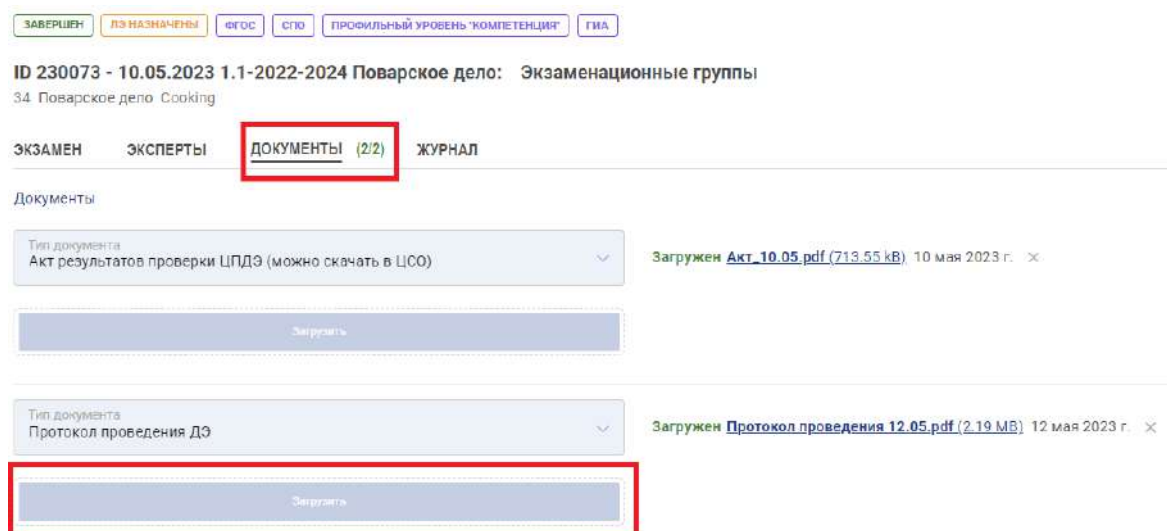 ЗАВЕРШЕН ЛЭ НАЗНАЧЕНЫ ФГОС СПО ПРОФИЛЬНЫЙ УРОВЕНЬ "КОМПЕТЕНЦИЯ" ГИА
ID 230073 - 10.05.2023 1.1-2022-2024 Поварское дело: Экзаменационные группы
34 Поварское дело Cooking
ЭКЗАМЕН ЭКСПЕРТЫ ДОКУМЕНТЫ (2/2) ЖУРНАЛ
Документы
Тип документа
Акт результатов проверки ЦПДЭ (можно скачать в ЦСО)
Загружен Акт_10.05.pdf (713.55 kB) 10 мая 2023 г. ×
Загрузить
Тип документа
Протокол проведения ДЭ
Загружен Протокол проведения 12.05.pdf (2.19 MB) 12 мая 2023 г. ×
Загрузить